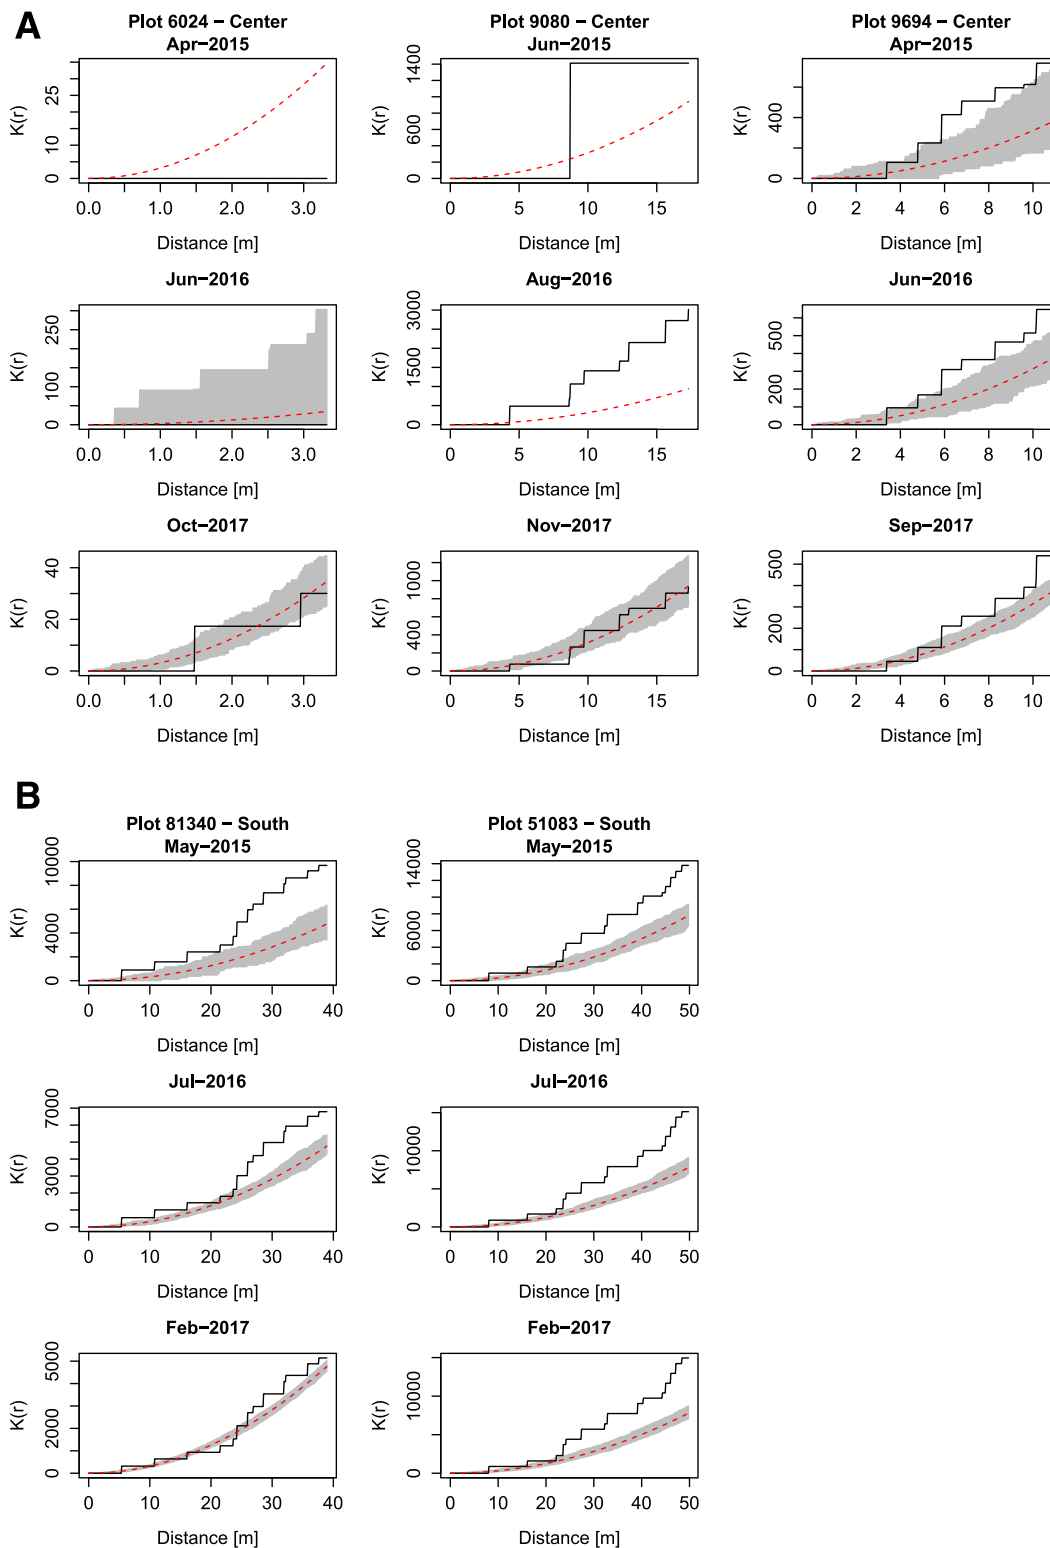 A
Plot 6024 − Center
Apr−2015
Plot 9080 − Center
Jun−2015
Plot 9694 − Center
Apr−2015
K(r)
0
10
25
0.0
1.0
2.0
3.0
Distance [m]
K(r)
0
600
1400
0
5
10
15
Distance [m]
K(r)
0
400
0
2
4
6
8
10
Distance [m]
Jun−2016
Aug−2016
Jun−2016
K(r)
0
100
250
0.0
1.0
2.0
3.0
Distance [m]
K(r)
0
1500
3000
0
5
10
15
Distance [m]
K(r)
0
200
500
0
2
4
6
8
10
Distance [m]
Oct−2017
Nov−2017
Sep−2017
K(r)
0
20
40
0.0
1.0
2.0
3.0
Distance [m]
K(r)
0
400
1000
0
5
10
15
Distance [m]
K(r)
0
200
500
0
2
4
6
8
10
Distance [m]
B
Plot 81340 − South
May−2015
Plot 51083 − South
May−2015
K(r)
0
4000
10000
0
10
20
30
40
Distance [m]
K(r)
0
6000
14000
0
10
20
30
40
50
Distance [m]
Jul−2016
Jul−2016
K(r)
0
3000
7000
0
10
20
30
40
Distance [m]
K(r)
0
10000
0
10
20
30
40
50
Distance [m]
Feb−2017
Feb−2017
K(r)
0
2000
5000
0
10
20
30
40
Distance [m]
K(r)
0
10000
0
10
20
30
40
50
Distance [m]